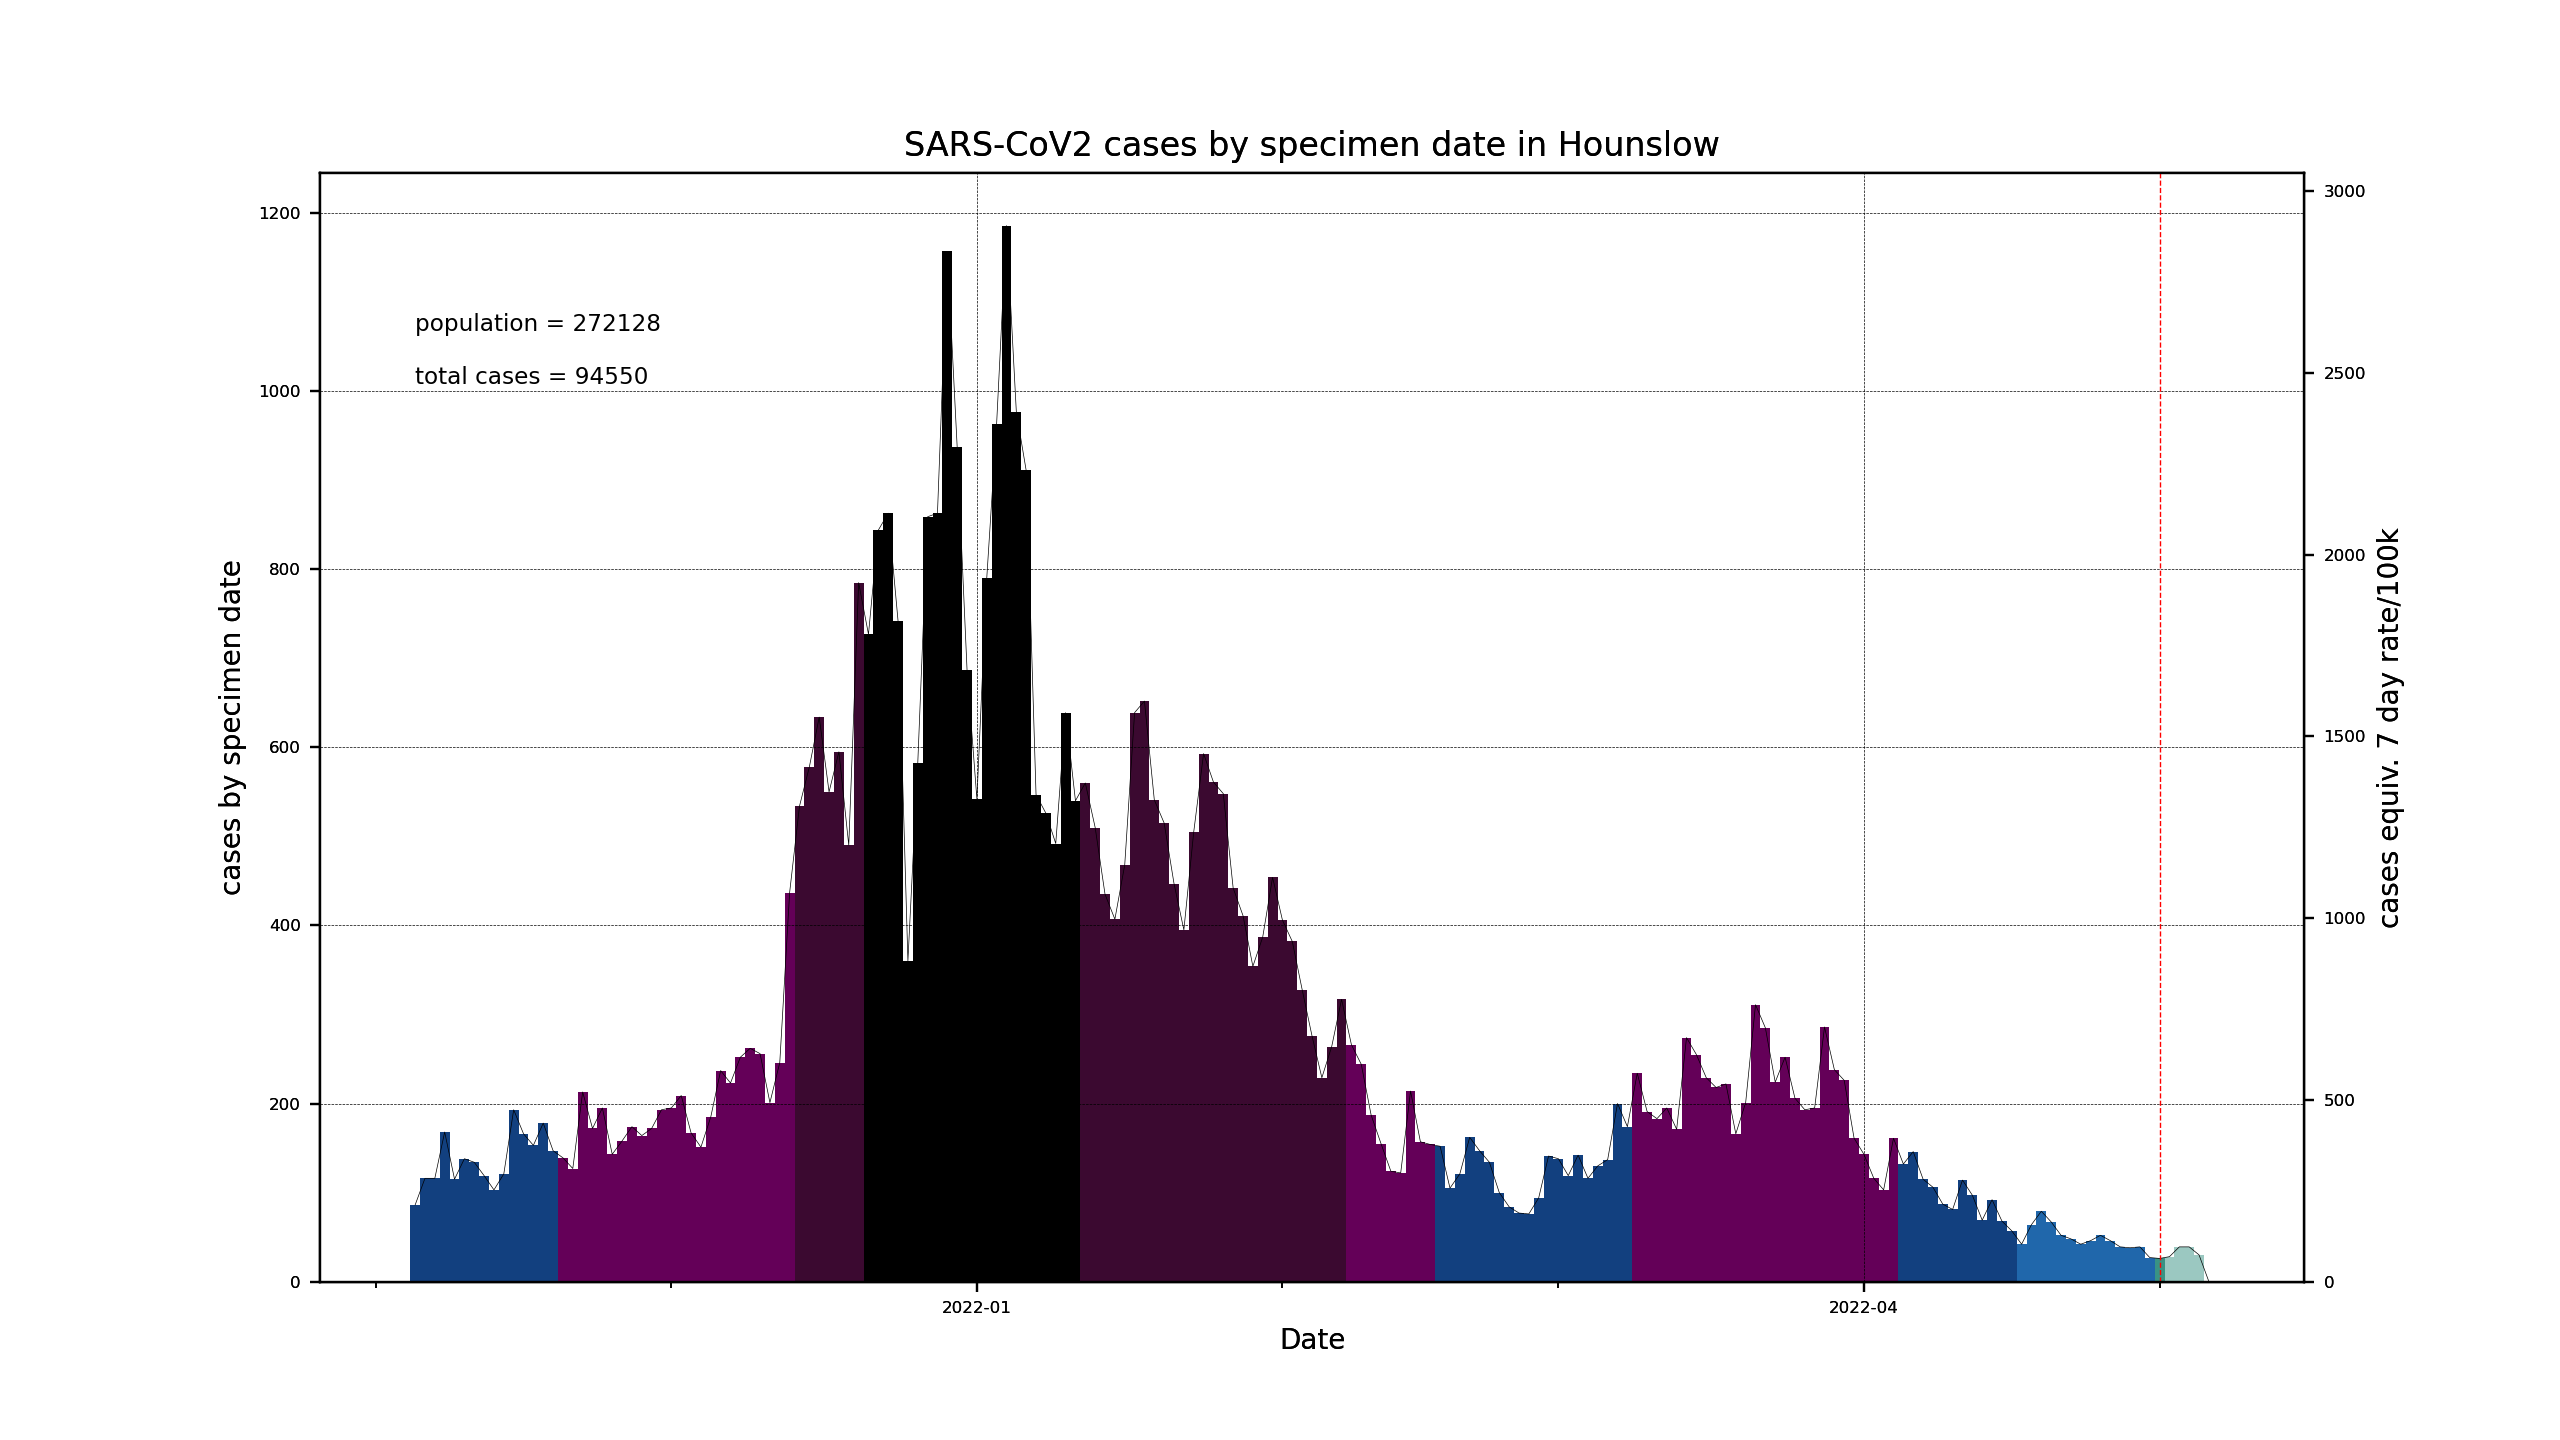 SARS-CoV2 cases by specimen date in Hounslow
population = 272128
total cases = 94550
cases by specimen date
1200
1000
800
600
400
200
0
3000
2500
2000
1500
1000
500
0
cases equiv. 7 day rate/100k
2022-01
2022-04
Date